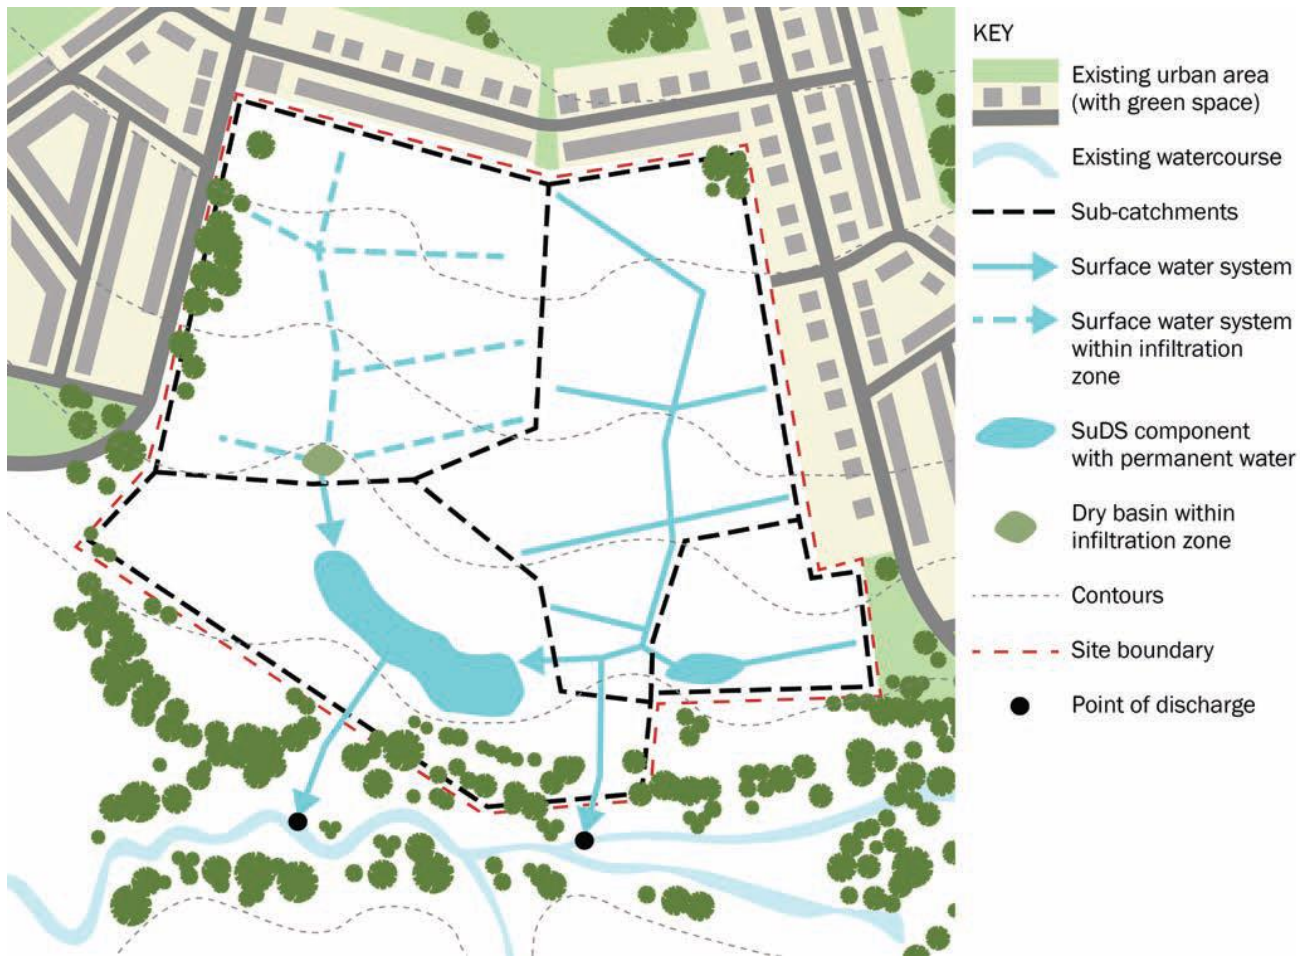 KEY
Existing urban area
(with green space)
Existing watercourse
Sub-catchments
Surface water system
Surface water system
within infiltration
zone
SuDS component
with permanent water
Dry basin within
infiltration zone
Contours
Site boundary
Point of discharge